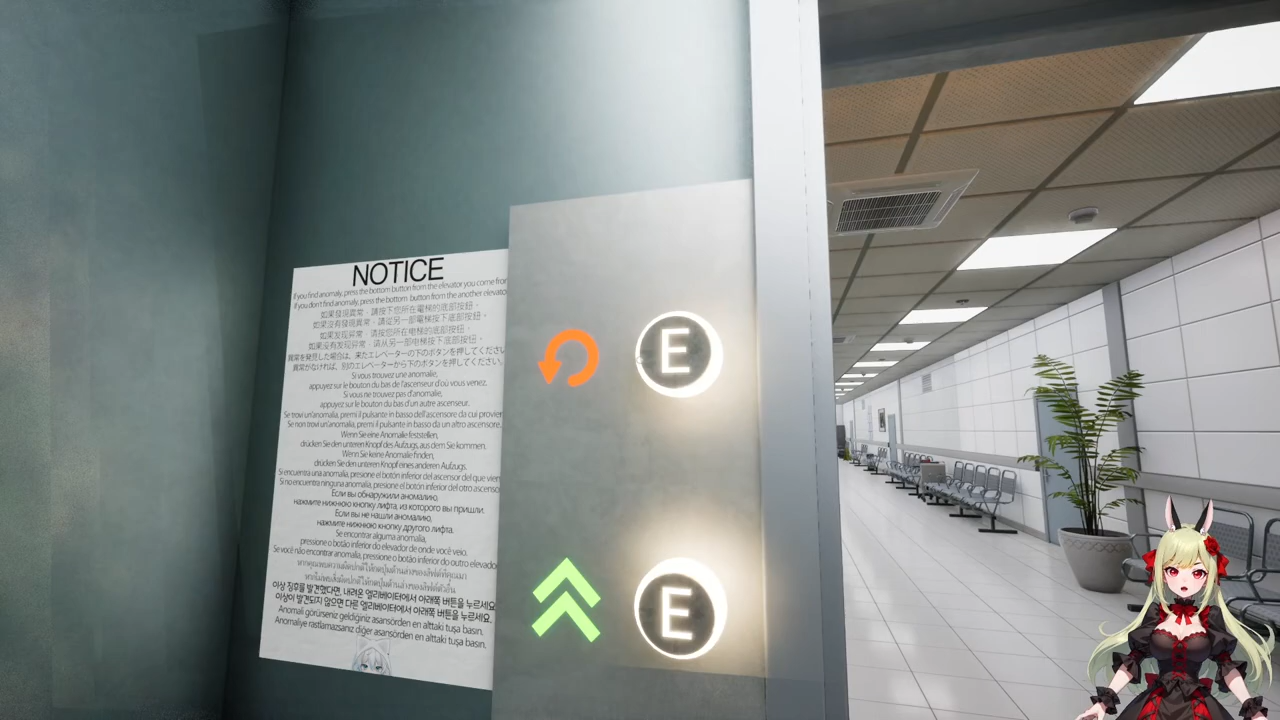 NOTICE
If you find anomaly, press the bottom button from the elevator you come from
If you don't find anomaly, press the bottom button from the another elevator
如果發現異常，請按下您所在電梯的底部按鈕。
如果沒有發現異常，請從另一部電梯按下底部按鈕。
如果发现异常，请按您所在电梯的底部按钮。
如果没有发现异常，请从另一部电梯按下底部按钮。
異常を発見した場合は、来たエレベーターの下のボタンを押してください
異常がなければ、別のエレベーターから下のボタンを押してください。
Si vous trouvez une anomalie,
appuyez sur le bouton du bas de l'ascenseur d'où vous venez.
Si vous ne trouvez pas d'anomalie,
appuyez sur le bouton du bas d'un autre ascenseur.
Se trovi un'anomalia, premi il pulsante in basso dell'ascensore da cui provieni
Se non trovi un'anomalia, premi il pulsante in basso da un altro ascensore.
Wenn Sie eine Anomalie feststellen,
drücken Sie den unteren Knopf des Aufzugs, aus dem Sie kommen.
Wenn Sie keine Anomalie finden,
drücken Sie den unteren Knopf eines anderen Aufzugs.
Si encuentra una anomalía, presione el botón inferior del ascensor del que vien
Si no encuentra ninguna anomalía, presione el botón inferior del otro ascenso
Если вы обнаружили аномалию,
нажмите нижнюю кнопку лифта, из которого вы пришли.
Если вы не нашли аномалию,
нажмите нижнюю кнопку другого лифта.
Se encontrar alguma anomalia,
pressione o botão inferior do elevador de onde você veio.
Se você não encontrar anomalia, pressione o botão inferior do outro elevado
이상 징후를 발견했다면, 내려온 엘리베이터에서 아래쪽 버튼을 누르세요
이상이 발견되지 않으면 다른 엘리베이터에서 아래쪽 버튼을 누르세요.
Anomali görürseniz geldiğiniz asansörden en alttaki tuşa basın.
Anomaliye rastlamazsanız diğer asansörden en alttaki tuşa basın.
E
E